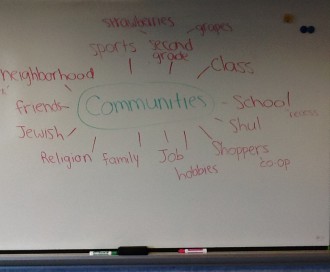 strawbarries
grapes
sports second grade
class
neighborhood
friends
Communities
School
recess
Jewish
Shul
Religion
family
Job
Shoppers
hobbies
co-op